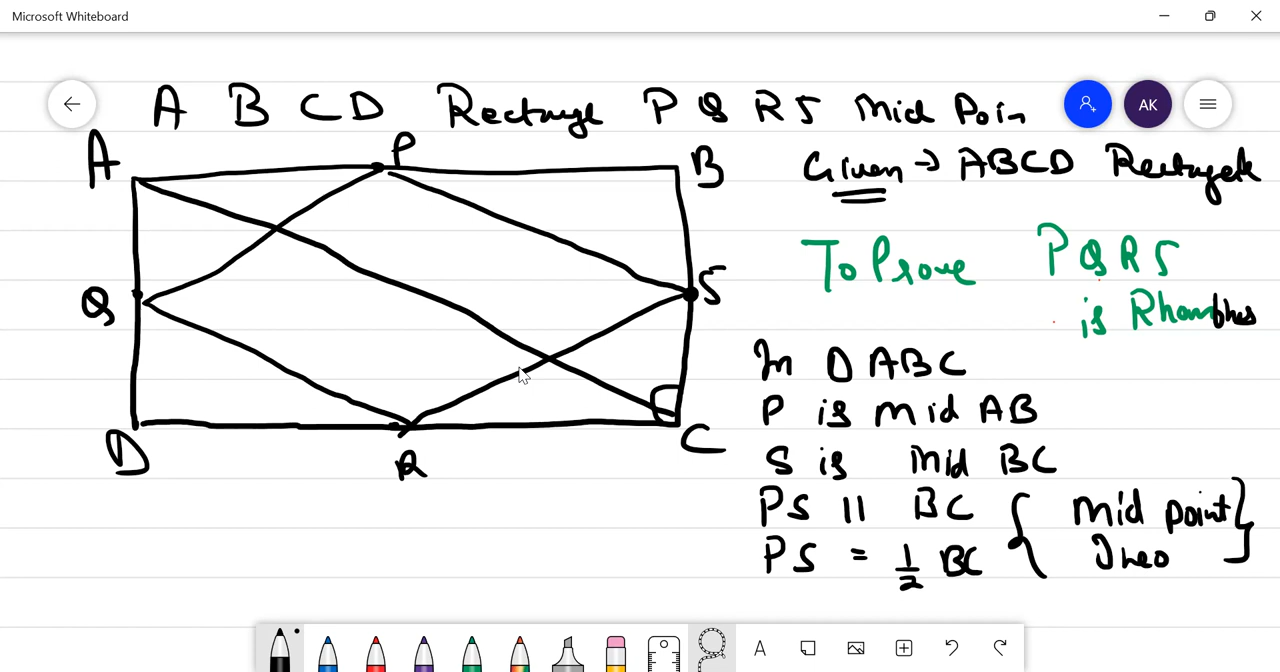 Microsoft Whiteboard
A B C D Rectangle P Q R S Mid Poin
AK
A P B
Given → ABCD Rectangle
Q S
To Prove PQRS
is Rhombhes
D R C
In Δ ABC
P is mid AB
S is mid BC
PS || BC { Mid point }
PS = 1/2 BC Theo
A